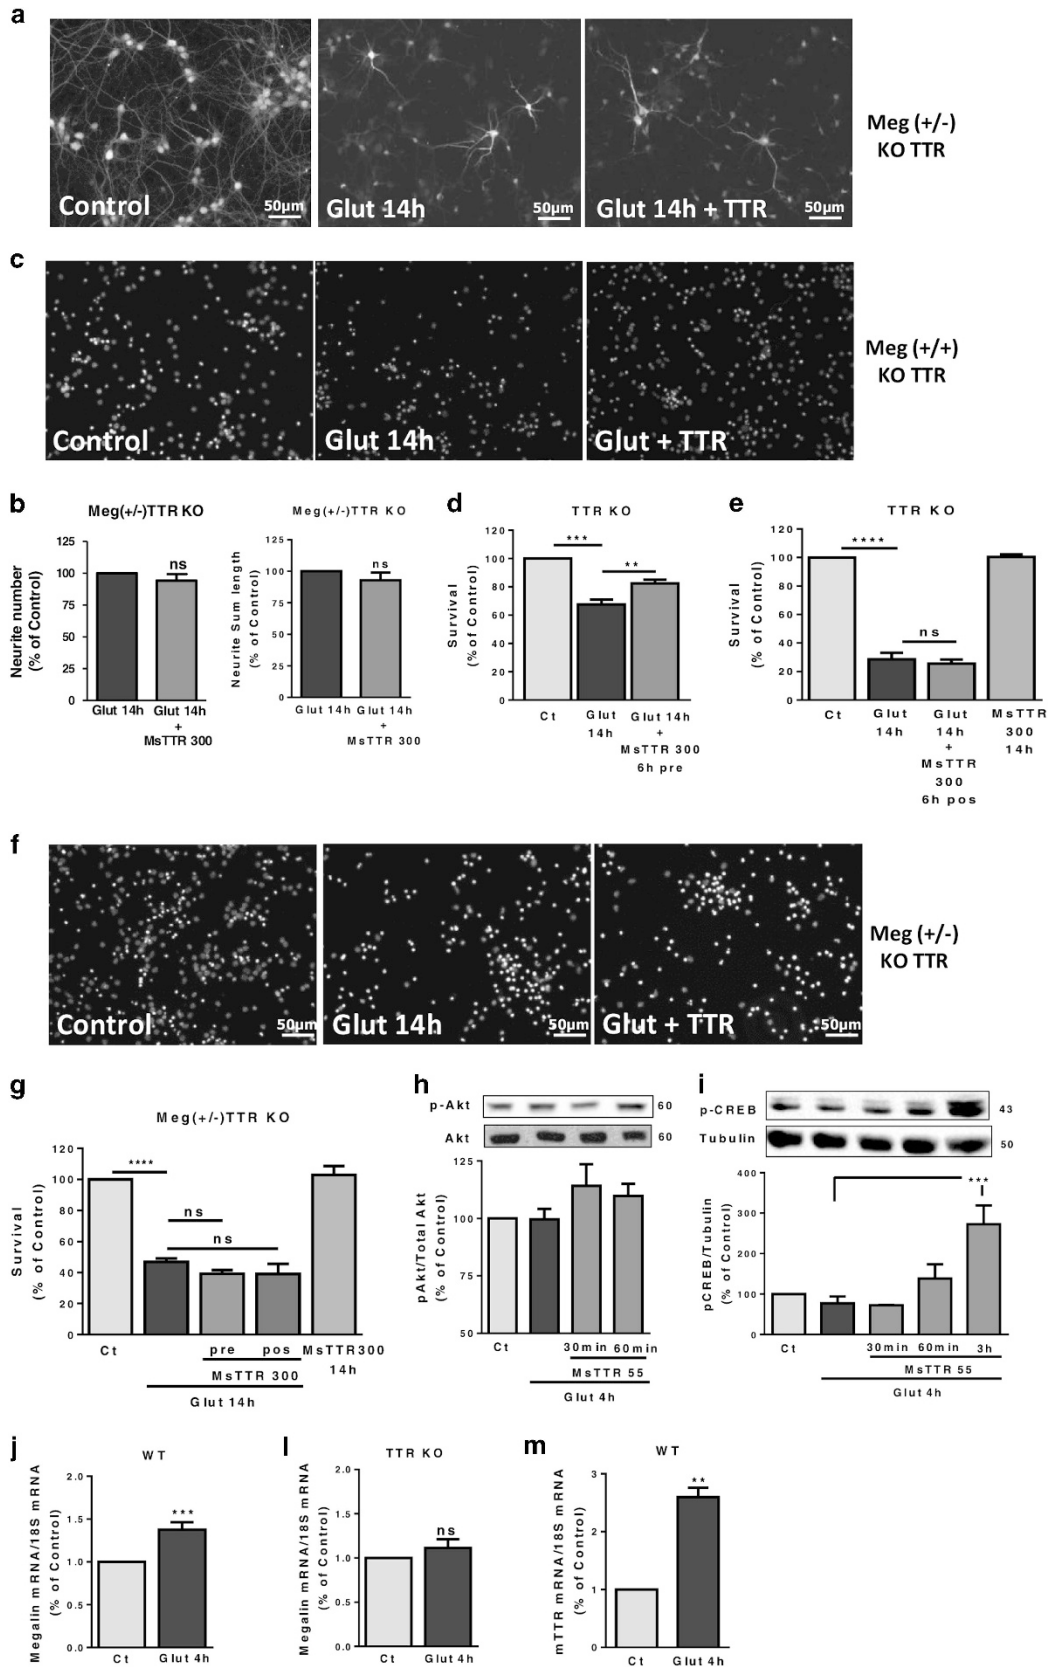 a
Control
50µm
Glut 14h
50µm
Glut 14h + TTR
50µm
Meg (+/-)
KO TTR
c
Control
Glut 14h
Glut + TTR
Meg (+/+)
KO TTR
b
Meg(+/-)TTR KO
Neurite number
(% of Control)
125
100
75
50
25
0
ns
Glut 14h
Glut 14h
+
MsTTR 300
Meg(+/-)TTR KO
Neurite Sum length
(% of Control)
125
100
75
50
25
0
ns
Glut 14h
Glut 14h
+
MsTTR 300
d
TTR KO
Survival
(% of Control)
120
100
80
60
40
20
0
***
**
Ct
Glut
14h
Glut 14h
+
MsTTR 300
6h pre
e
TTR KO
Survival
(% of Control)
120
100
80
60
40
20
0
****
ns
Ct
Glut
14h
Glut
14h
+
MsTTR
300
6h pos
MsTTR
300
14h
f
Control
50µm
Glut 14h
50µm
Glut + TTR
50µm
Meg (+/-)
KO TTR
g
Meg(+/-)TTR KO
Survival
(% of Control)
120
100
80
60
40
20
0
****
ns
ns
Ct
pre
pos
MsTTR 300
Glut 14h
MsTTR300
14h
h
p-Akt
60
Akt
60
pAkt/Total Akt
(% of Control)
125
100
75
50
Ct
30min
60min
MsTTR 55
Glut 4h
i
p-CREB
43
Tubulin
50
pCREB/Tubulin
(% of Control)
400
300
200
100
0
***
Ct
30min
60min
3h
MsTTR 55
Glut 4h
j
WT
Megalin mRNA/18S mRNA
(% of Control)
2.0
1.5
1.0
0.5
0.0
***
Ct
Glut 4h
l
TTR KO
Megalin mRNA/18S mRNA
(% of Control)
2.0
1.5
1.0
0.5
0.0
ns
Ct
Glut 4h
m
WT
mTTR mRNA/18S mRNA
(% of Control)
3
2
1
0
**
Ct
Glut 4h